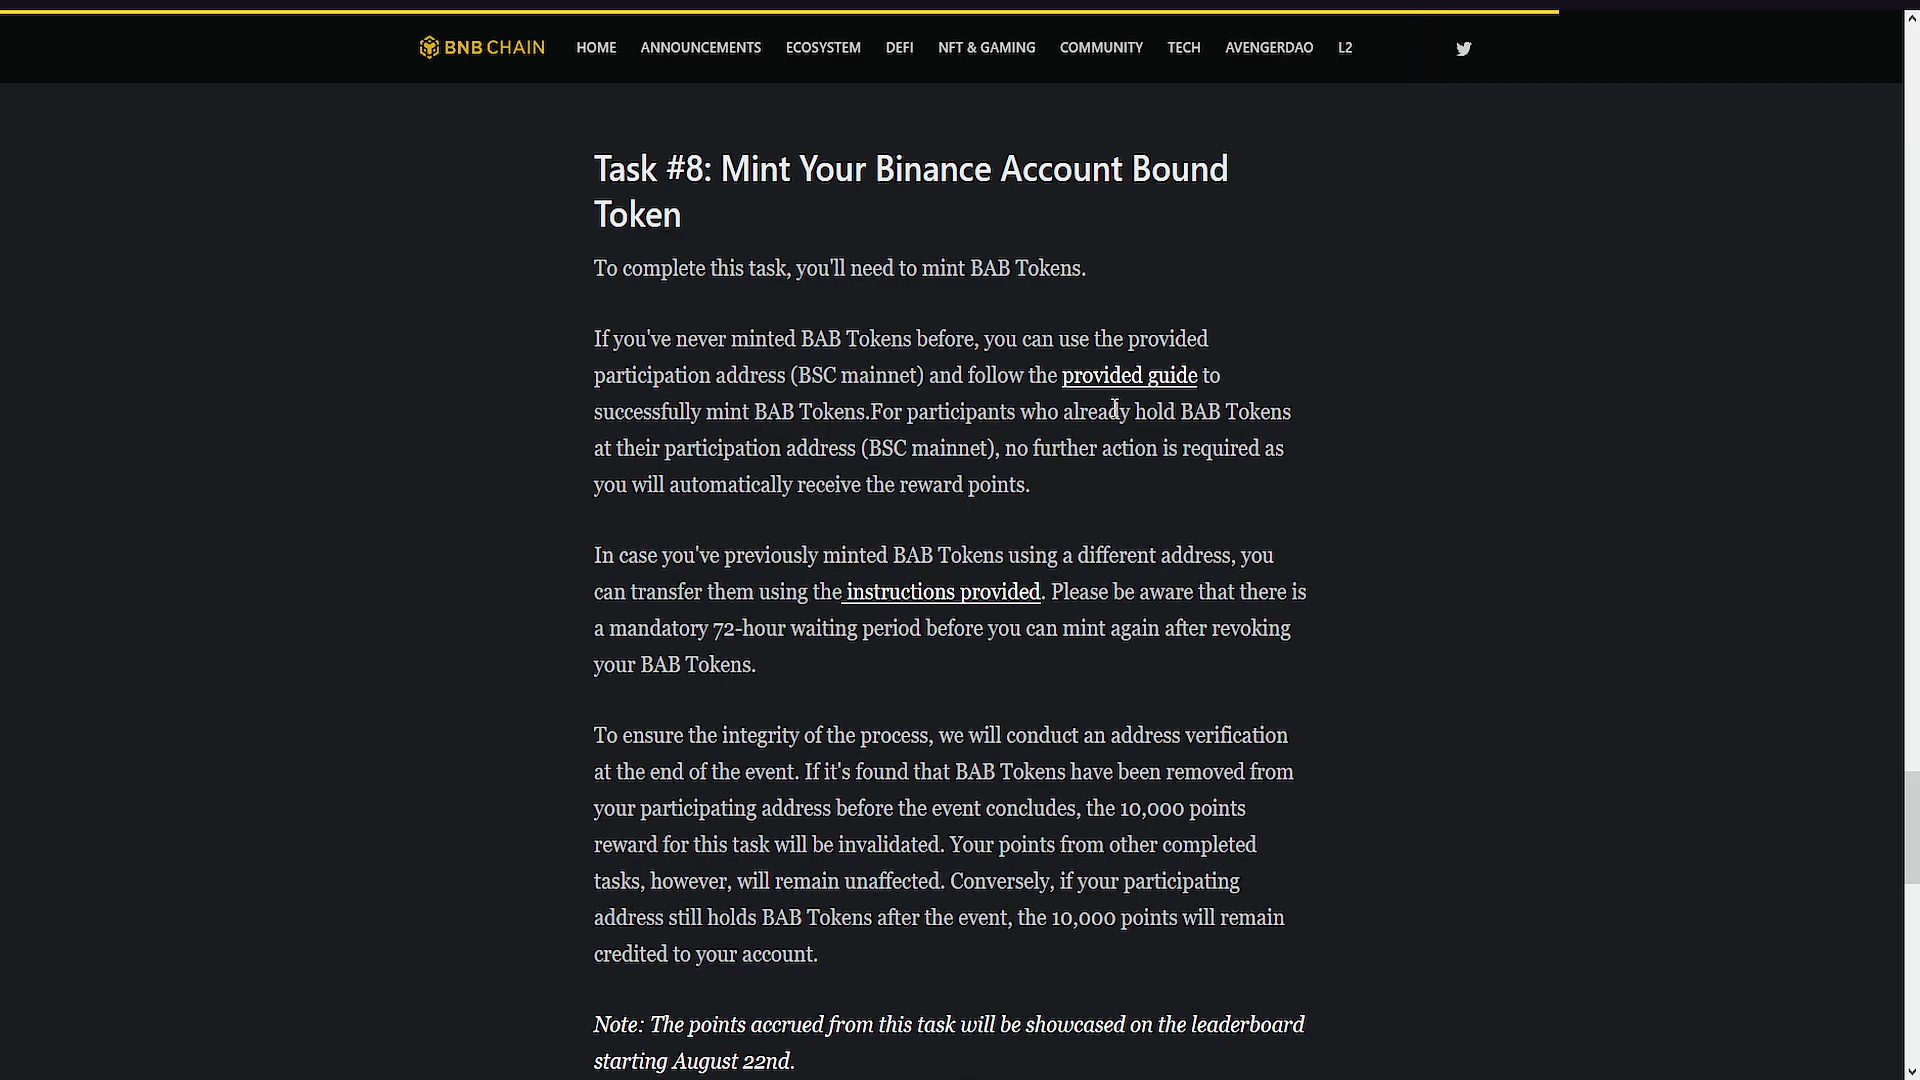 BNB CHAIN HOME ANNOUNCEMENTS ECOSYSTEM DEFI NFT & GAMING COMMUNITY TECH AVENGERDAO L2
Task #8: Mint Your Binance Account Bound
Token
To complete this task, you'll need to mint BAB Tokens.
If you've never minted BAB Tokens before, you can use the provided
participation address (BSC mainnet) and follow the provided guide to
successfully mint BAB Tokens.For participants who already hold BAB Tokens
at their participation address (BSC mainnet), no further action is required as
you will automatically receive the reward points.
In case you've previously minted BAB Tokens using a different address, you
can transfer them using the instructions provided. Please be aware that there is
a mandatory 72-hour waiting period before you can mint again after revoking
your BAB Tokens.
To ensure the integrity of the process, we will conduct an address verification
at the end of the event. If it's found that BAB Tokens have been removed from
your participating address before the event concludes, the 10,000 points
reward for this task will be invalidated. Your points from other completed
tasks, however, will remain unaffected. Conversely, if your participating
address still holds BAB Tokens after the event, the 10,000 points will remain
credited to your account.
Note: The points accrued from this task will be showcased on the leaderboard
starting August 22nd.